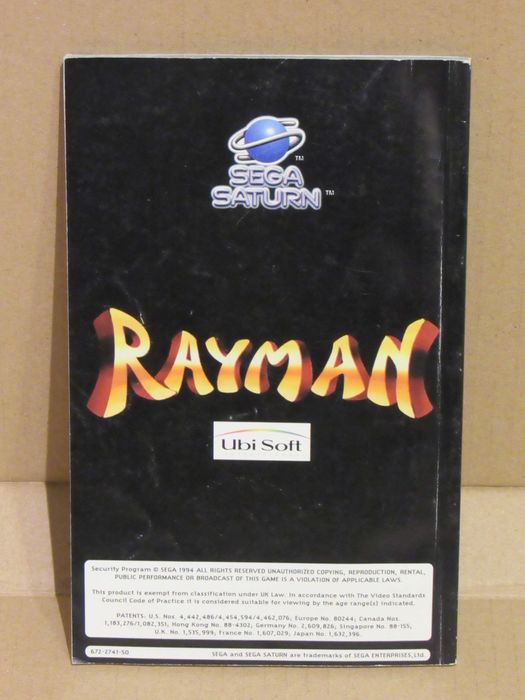 TM
SEGA
SATURN TM
RAYMAN
Ubi Soft
Security Program © SEGA 1994 ALL RIGHTS RESERVED UNAUTHORIZED COPYING, REPRODUCTION, RENTAL,
PUBLIC PERFORMANCE OR BROADCAST OF THIS GAME IS A VIOLATION OF APPLICABLE LAWS.
This product is exempt from classification under UK Law. In accordance with The Video Standards
Council Code of Practice it is considered suitable for viewing by the age range(s) indicated.
PATENTS: U.S. Nos. 4,442,486/4,454,594/4,462,076; Europe No. 80244; Canada Nos.
1,183,276/1,082,351; Hong Kong No. 88-4302; Germany No. 2,609,826; Singapore No. 88-155,
U.K. No. 1,535,999; France No. 1,607,029; Japan No. 1,632,396.
672-2741-50 SEGA and SEGA SATURN are trademarks of SEGA ENTERPRISES, Ltd.